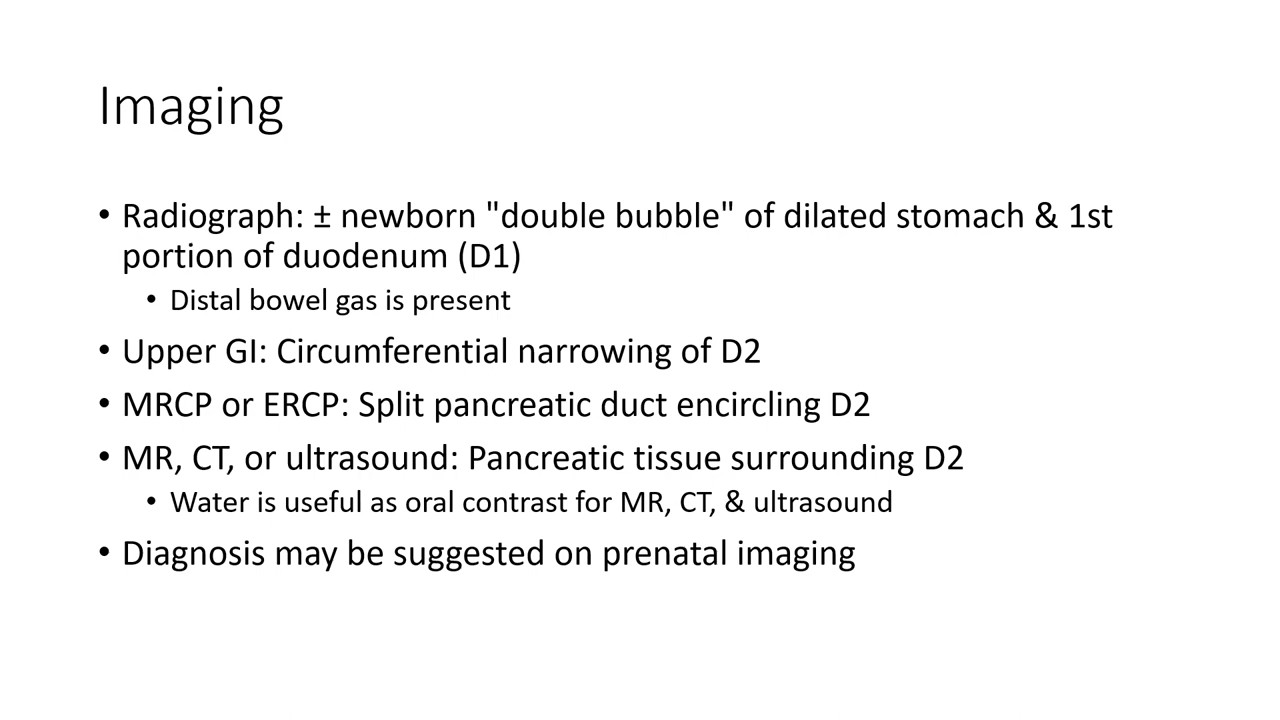 Imaging
• Radiograph: ± newborn "double bubble" of dilated stomach & 1st
portion of duodenum (D1)
• Distal bowel gas is present
• Upper GI: Circumferential narrowing of D2
• MRCP or ERCP: Split pancreatic duct encircling D2
• MR, CT, or ultrasound: Pancreatic tissue surrounding D2
• Water is useful as oral contrast for MR, CT, & ultrasound
• Diagnosis may be suggested on prenatal imaging